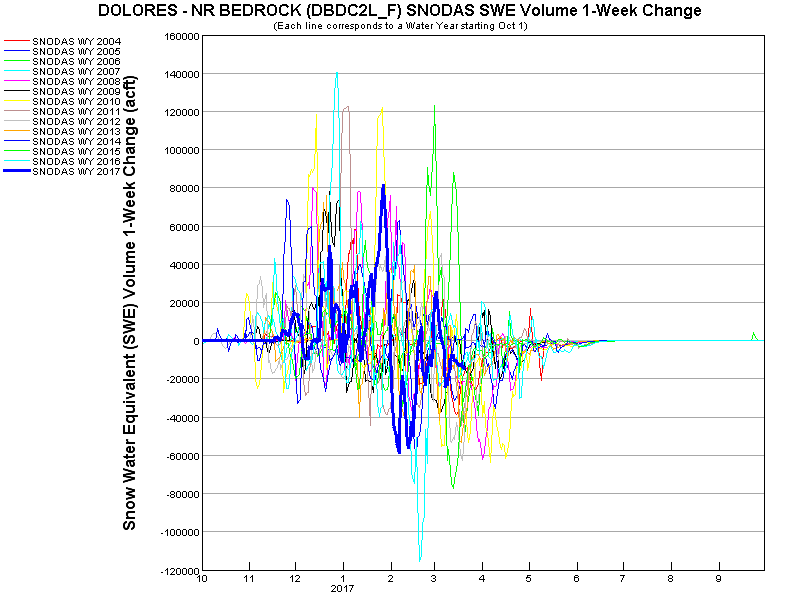 DOLORES - NR BEDROCK (DBDC2L_F) SNODAS SWE Volume 1-Week Change
(Each line corresponds to a Water Year starting Oct 1)
SNODAS WY 2004
SNODAS WY 2005
SNODAS WY 2006
SNODAS WY 2007
SNODAS WY 2008
SNODAS WY 2009
SNODAS WY 2010
SNODAS WY 2011
SNODAS WY 2012
SNODAS WY 2013
SNODAS WY 2014
SNODAS WY 2015
SNODAS WY 2016
SNODAS WY 2017
Snow Water Equivalent (SWE) Volume 1-Week Change (acft)
160000
140000
120000
100000
80000
60000
40000
20000
0
-20000
-40000
-60000
-80000
-100000
-120000
10 11 12 1 2 3 4 5 6 7 8 9
2017